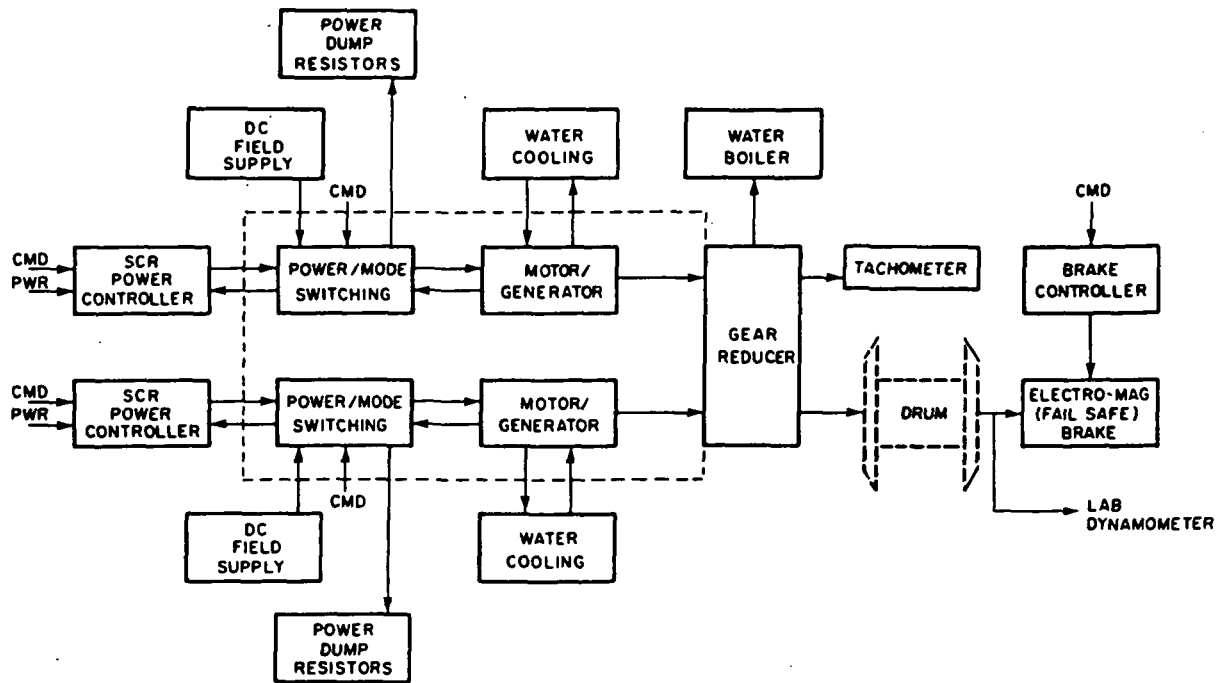 POWER
DUMP
RESISTORS
DC
FIELD
SUPPLY
WATER
COOLING
WATER
BOILER
CMD
CMD
CMD
PWR
SCR
POWER
CONTROLLER
POWER/MODE
SWITCHING
MOTOR/
GENERATOR
GEAR
REDUCER
TACHOMETER
BRAKE
CONTROLLER
CMD
PWR
SCR
POWER
CONTROLLER
POWER/MODE
SWITCHING
MOTOR/
GENERATOR
DRUM
ELECTRO-MAG
(FAIL SAFE)
BRAKE
CMD
DC
FIELD
SUPPLY
WATER
COOLING
LAB
DYNAMOMETER
POWER
DUMP
RESISTORS